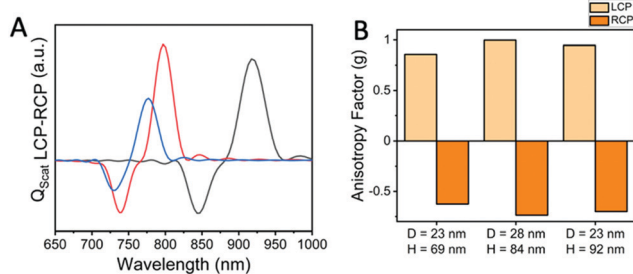 A
Q_Scat LCP-RCP (a.u.)
650 700 750 800 850 900 950 1000
Wavelength (nm)
B
LCP
RCP
Anisotropy Factor (g)
1
0.5
0
-0.5
D = 23 nm D = 28 nm D = 23 nm
H = 69 nm H = 84 nm H = 92 nm